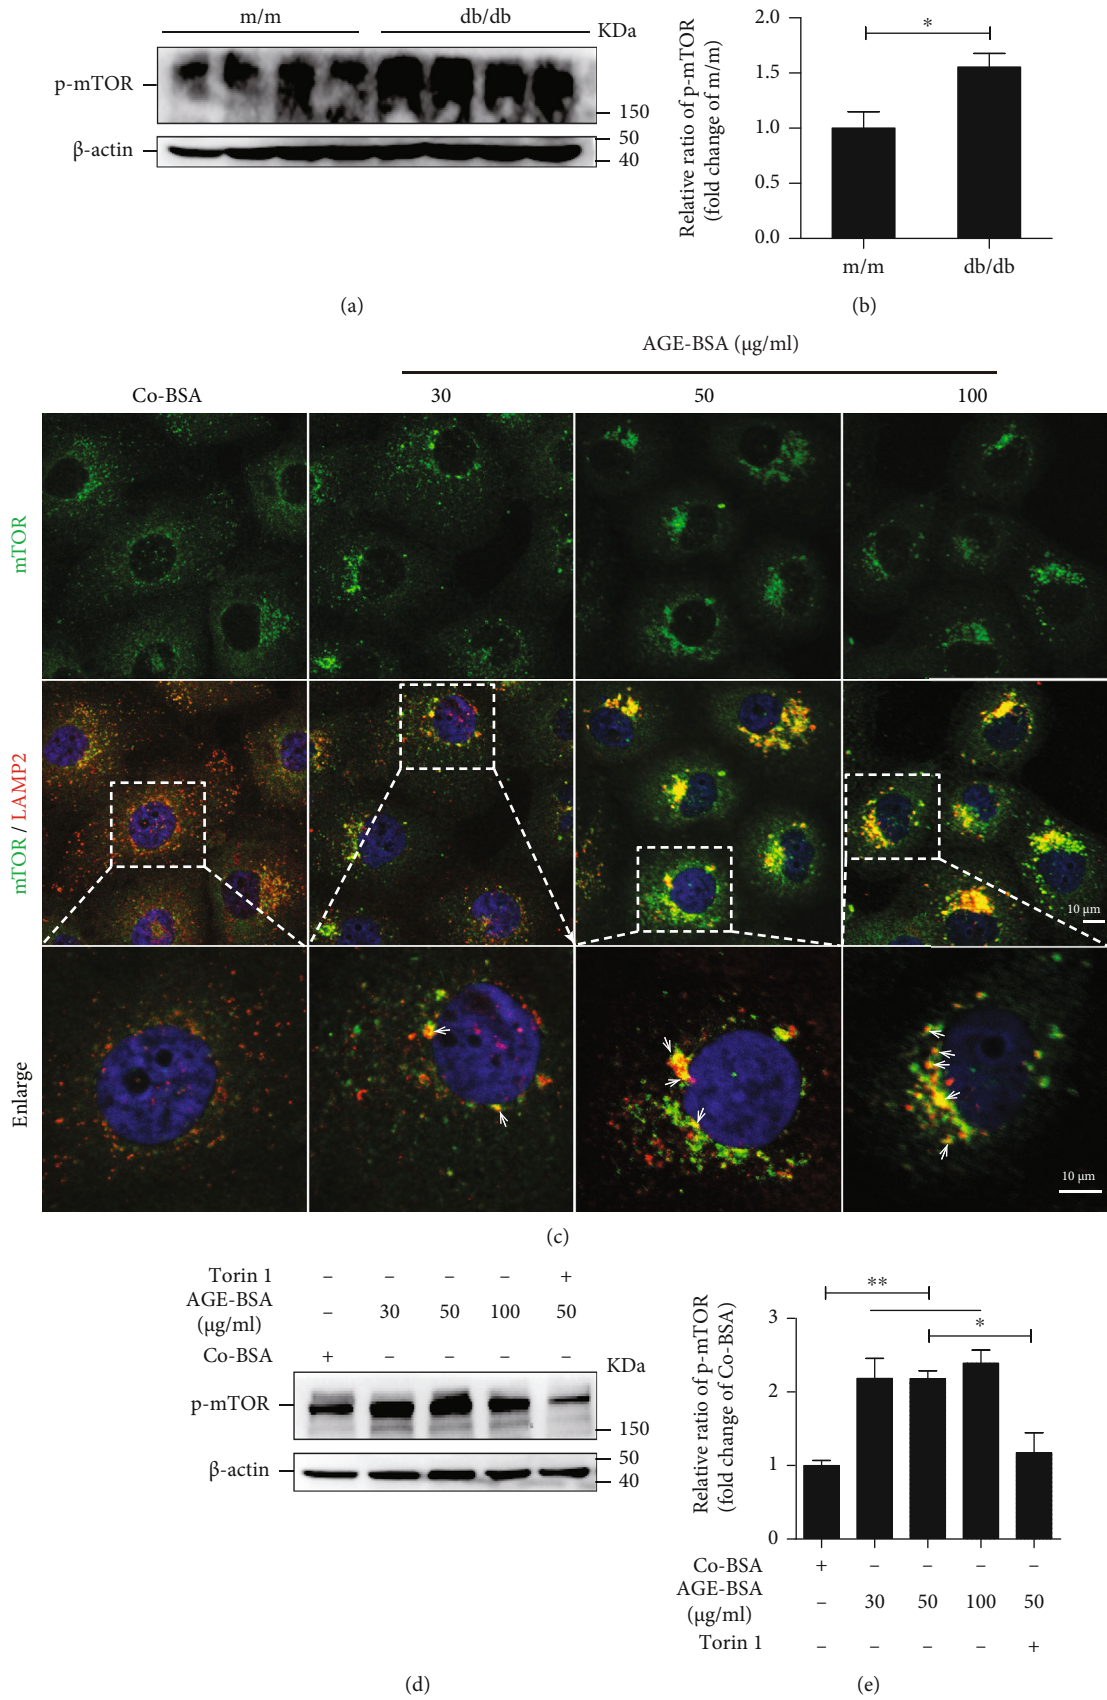 m/m db/db KDa
p-mTOR
150
β-actin
50
40
(a)
Relative ratio of p-mTOR
(fold change of m/m)
2.0
1.5
1.0
0.5
0.0
*
m/m db/db
(b)
AGE-BSA (μg/ml)
Co-BSA 30 50 100
mTOR
mTOR / LAMP2
10 μm
Enlarge
10 μm
(c)
Torin 1 – – – – +
AGE-BSA
(μg/ml) – 30 50 100 50
Co-BSA + – – – –
KDa
p-mTOR
150
β-actin
50
40
(d)
Relative ratio of p-mTOR
(fold change of Co-BSA)
3
2
1
0
**
*
Co-BSA + – – – –
AGE-BSA
(μg/ml) – 30 50 100 50
Torin 1 – – – – +
(e)